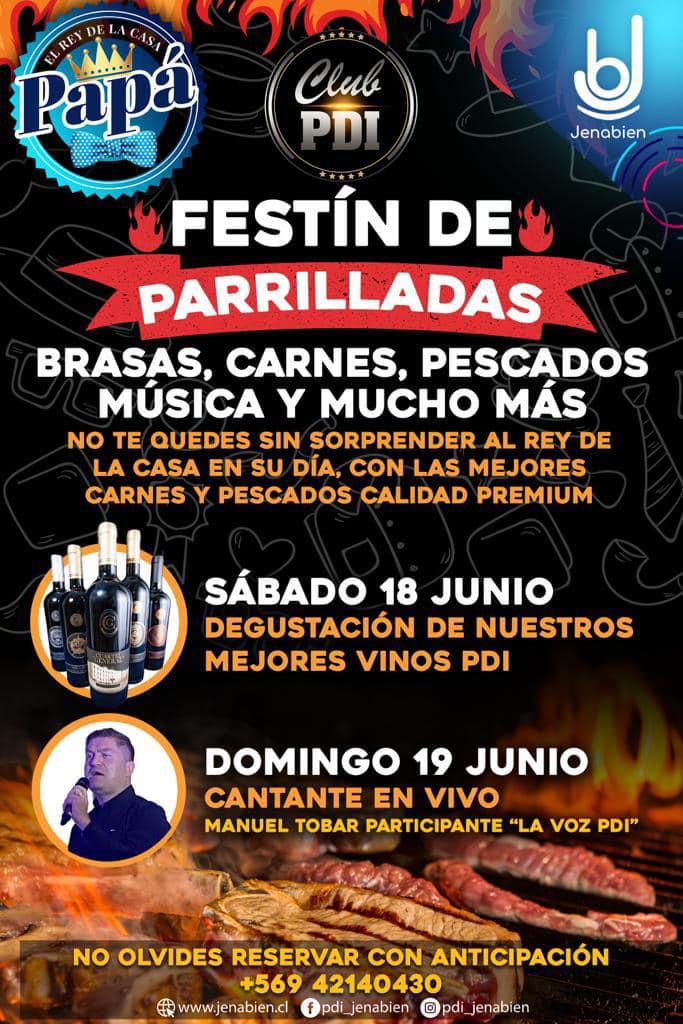 EL REY DE LA CASA
Papá
Club
PDI
Jenabien
FESTÍN DE
PARRILLADAS
BRASAS, CARNES, PESCADOS
MÚSICA Y MUCHO MÁS
NO TE QUEDES SIN SORPRENDER AL REY DE
LA CASA EN SU DÍA, CON LAS MEJORES
CARNES Y PESCADOS CALIDAD PREMIUM
SÁBADO 18 JUNIO
DEGUSTACIÓN DE NUESTROS
MEJORES VINOS PDI
DOMINGO 19 JUNIO
CANTANTE EN VIVO
MANUEL TOBAR PARTICIPANTE “LA VOZ PDI”
NO OLVIDES RESERVAR CON ANTICIPACIÓN
+569 42140430
www.jenabien.cl pdi_jenabien @pdi_jenabien